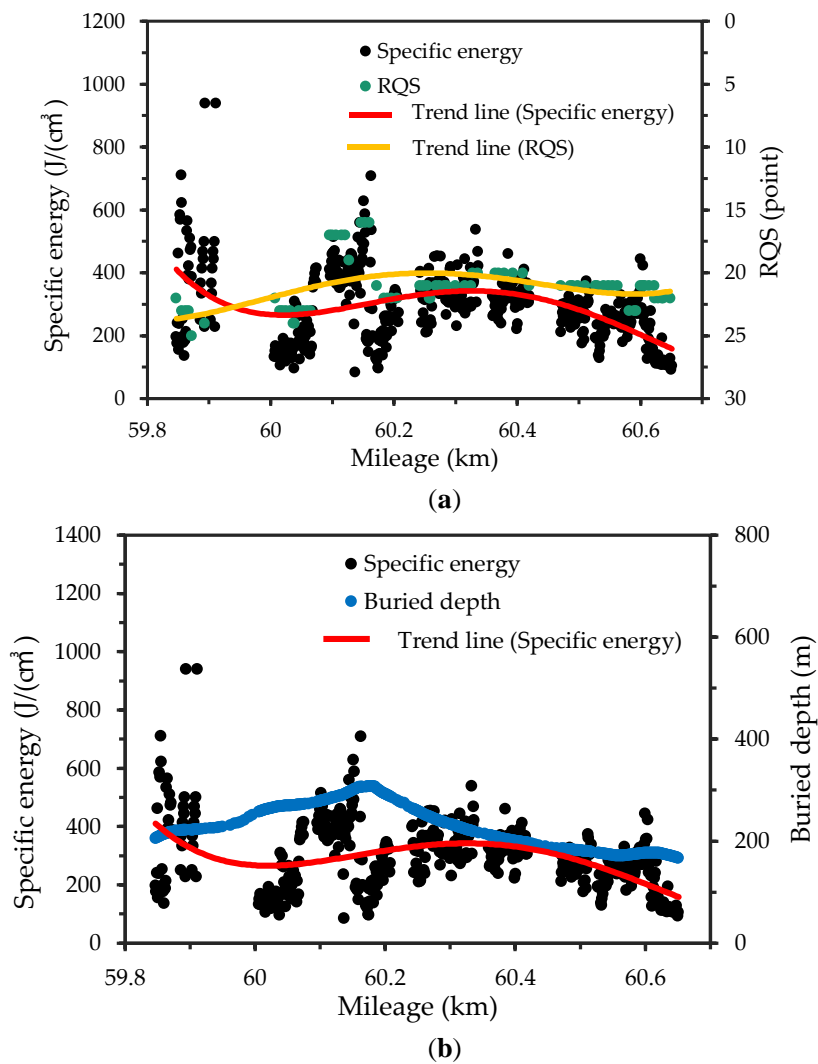 1200
1000
800
600
400
200
0
Specific energy (J/(cm³)
0
5
10
15
20
25
30
RQS (point)
Specific energy
RQS
Trend line (Specific energy)
Trend line (RQS)
59.8
60
60.2
60.4
60.6
Mileage (km)
(a)
1400
1200
1000
800
600
400
200
0
Specific energy (J/(cm³)
800
600
400
200
0
Buried depth (m)
Specific energy
Buried depth
Trend line (Specific energy)
59.8
60
60.2
60.4
60.6
Mileage (km)
(b)